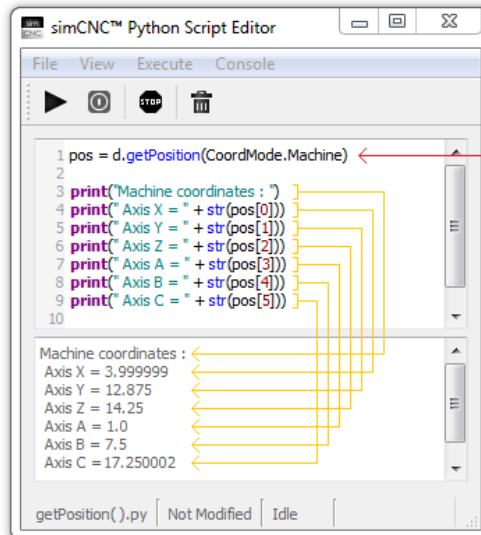 sim CNC simCNC™ Python Script Editor
File View Execute Console
STOP
1 pos = d.getPosition(CoordMode.Machine)
2
3 print("Machine coordinates : ")
4 print(" Axis X = " + str(pos[0]))
5 print(" Axis Y = " + str(pos[1]))
6 print(" Axis Z = " + str(pos[2]))
7 print(" Axis A = " + str(pos[3]))
8 print(" Axis B = " + str(pos[4]))
9 print(" Axis C = " + str(pos[5]))
10
Machine coordinates :
Axis X = 3.999999
Axis Y = 12.875
Axis Z = 14.25
Axis A = 1.0
Axis B = 7.5
Axis C = 17.250002
getPosition( ).py Not Modified Idle